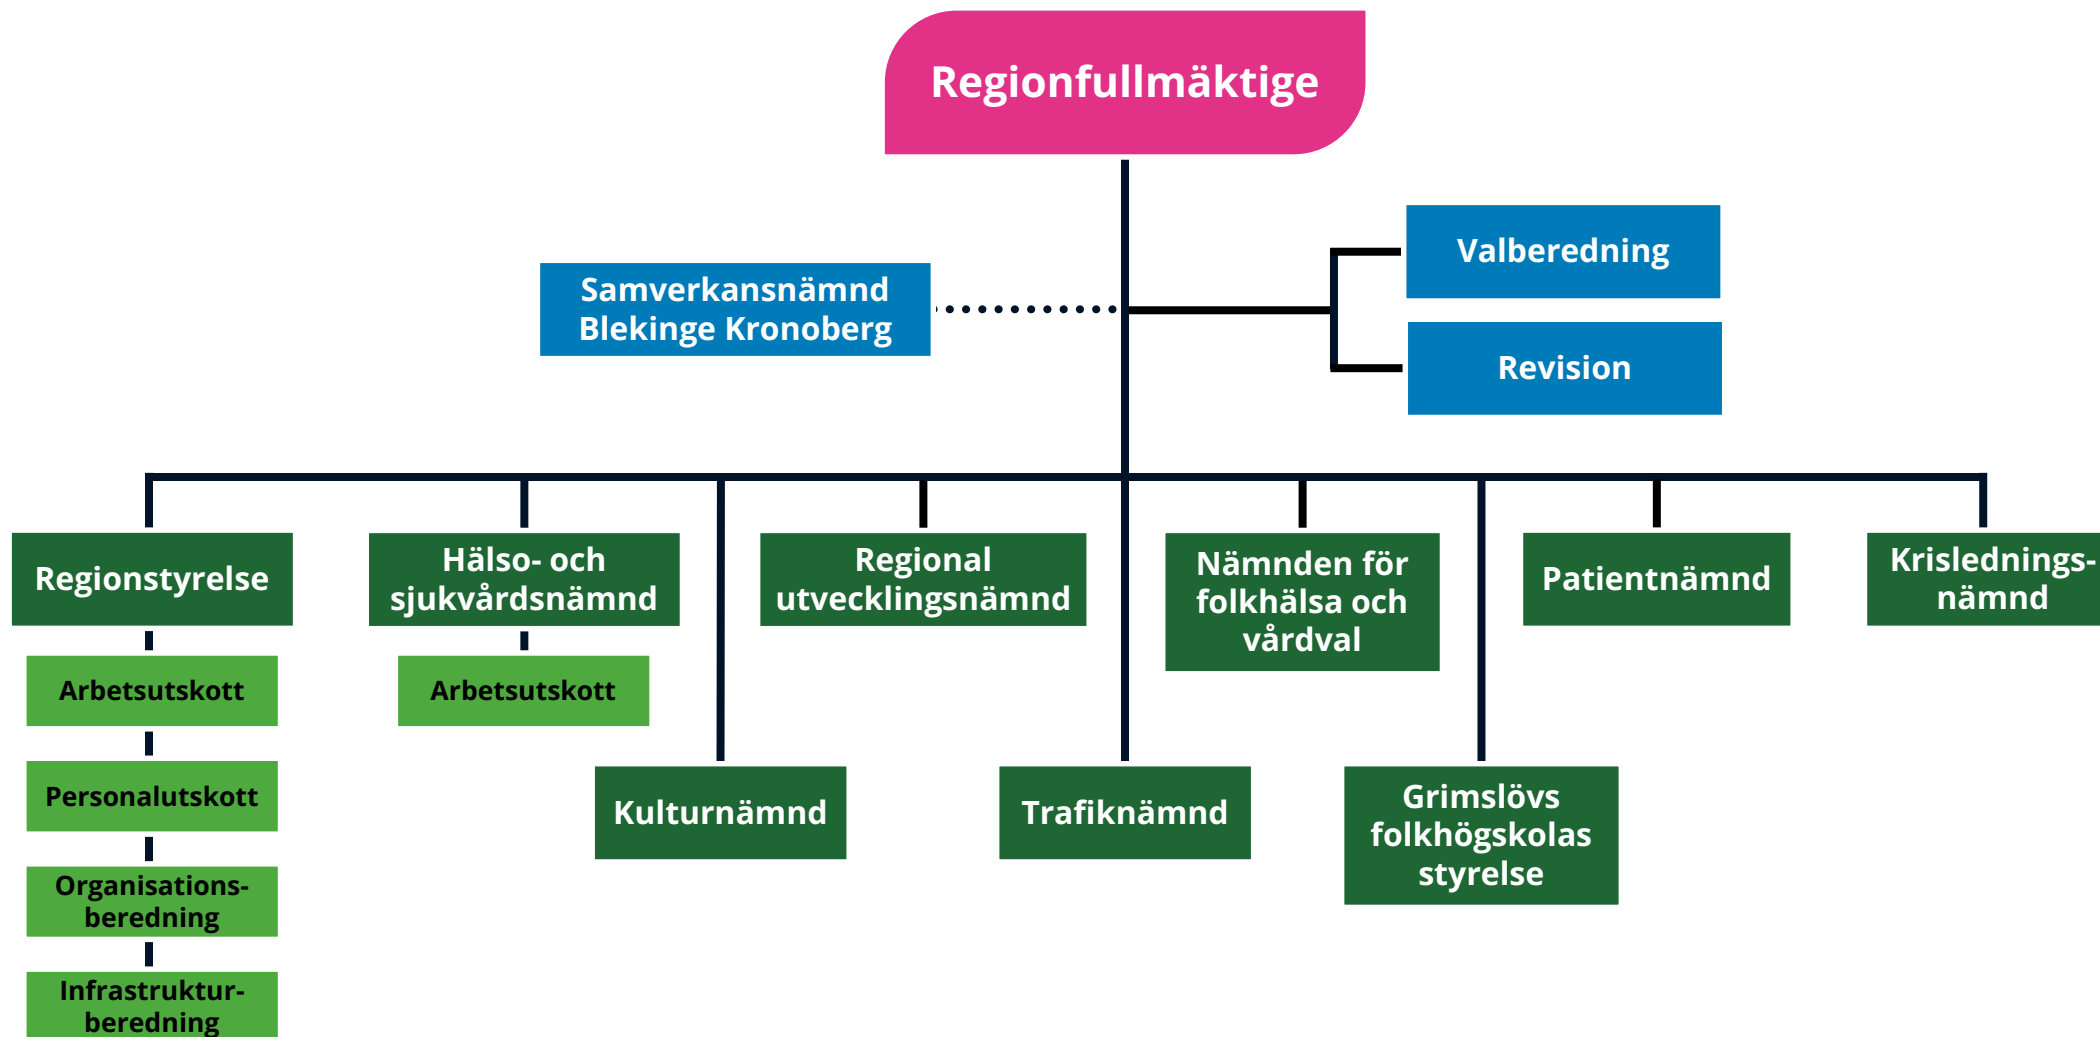 Regionfullmäktige
Valberedning
Samverkansnämnd
Blekinge Kronoberg
Revision
Regionstyrelse
Hälso- och
sjukvårdsnämnd
Regional
utvecklingsnämnd
Nämnden för
folkhälsa och
vårdval
Patientnämnd
Krislednings-
nämnd
Arbetsutskott
Arbetsutskott
Personalutskott
Kulturnämnd
Trafiknämnd
Grimslövs
folkhögskolas
styrelse
Organisations-
beredning
Infrastruktur-
beredning